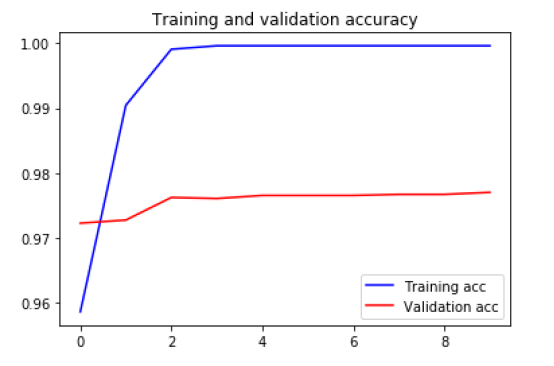 Training and validation accuracy
1.00
0.99
0.98
0.97
0.96
Training acc
Validation acc
0 2 4 6 8